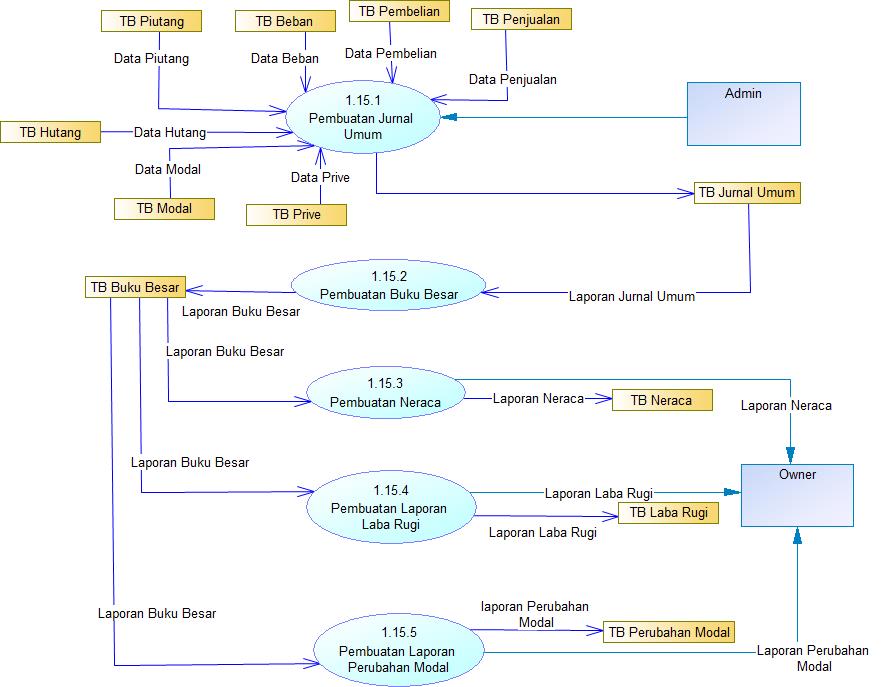 TB Piutang
TB Beban
TB Pembelian
TB Penjualan
Data Piutang
Data Beban
Data Pembelian
Data Penjualan
1.15.1
Pembuatan Jurnal
Umum
Admin
TB Hutang
Data Hutang
Data Modal
Data Prive
TB Modal
TB Prive
TB Jurnal Umum
1.15.2
Pembuatan Buku Besar
TB Buku Besar
Laporan Jurnal Umum
Laporan Buku Besar
Laporan Buku Besar
1.15.3
Pembuatan Neraca
Laporan Neraca
TB Neraca
Laporan Neraca
Laporan Buku Besar
1.15.4
Pembuatan Laporan
Laba Rugi
Laporan Laba Rugi
Owner
TB Laba Rugi
Laporan Laba Rugi
Laporan Buku Besar
1.15.5
Pembuatan Laporan
Perubahan Modal
laporan Perubahan
Modal
TB Perubahan Modal
Laporan Perubahan
Modal